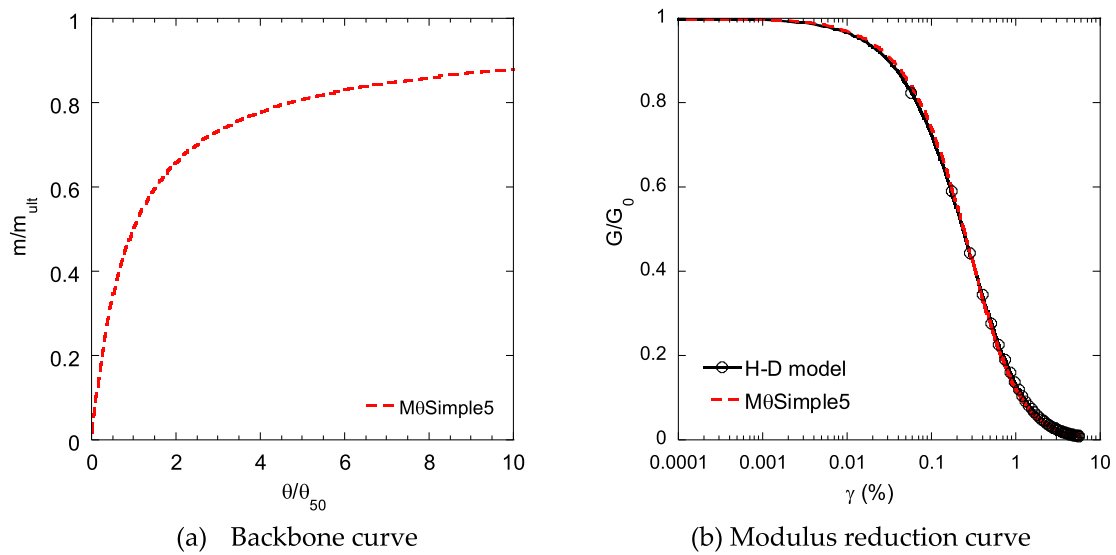 1
0.8
0.6
0.4
0.2
0
m/m_ult
0 2 4 6 8 10
θ/θ_50
MθSimple5
(a) Backbone curve
1
0.8
0.6
0.4
0.2
0
G/G_0
0.0001 0.001 0.01 0.1 1 10
γ (%)
H-D model
MθSimple5
(b) Modulus reduction curve